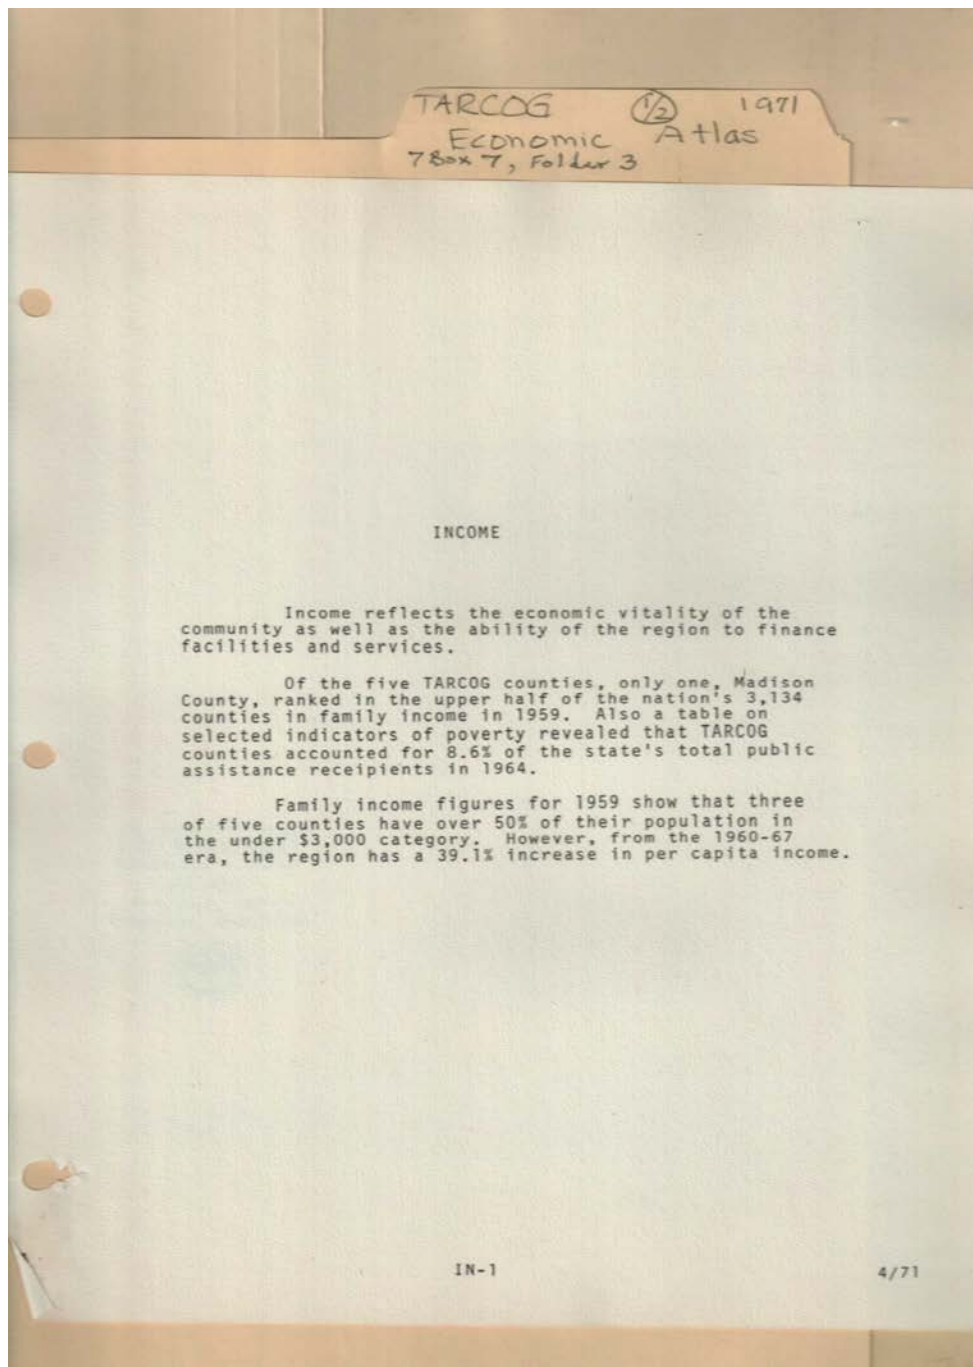 TARCOG 1/2 1971
Economic Atlas
7 Box 7, Folder 3
INCOME
Income reflects the economic vitality of the
community as well as the ability of the region to finance
facilities and services.
Of the five TARCOG counties, only one, Madison
County, ranked in the upper half of the nation's 3,134
counties in family income in 1959. Also a table on
selected indicators of poverty revealed that TARCOG
counties accounted for 8.6% of the state's total public
assistance receipients in 1964.
Family income figures for 1959 show that three
of five counties have over 50% of their population in
the under $3,000 category. However, from the 1960-67
era, the region has a 39.1% increase in per capita income.
IN-1 4/71